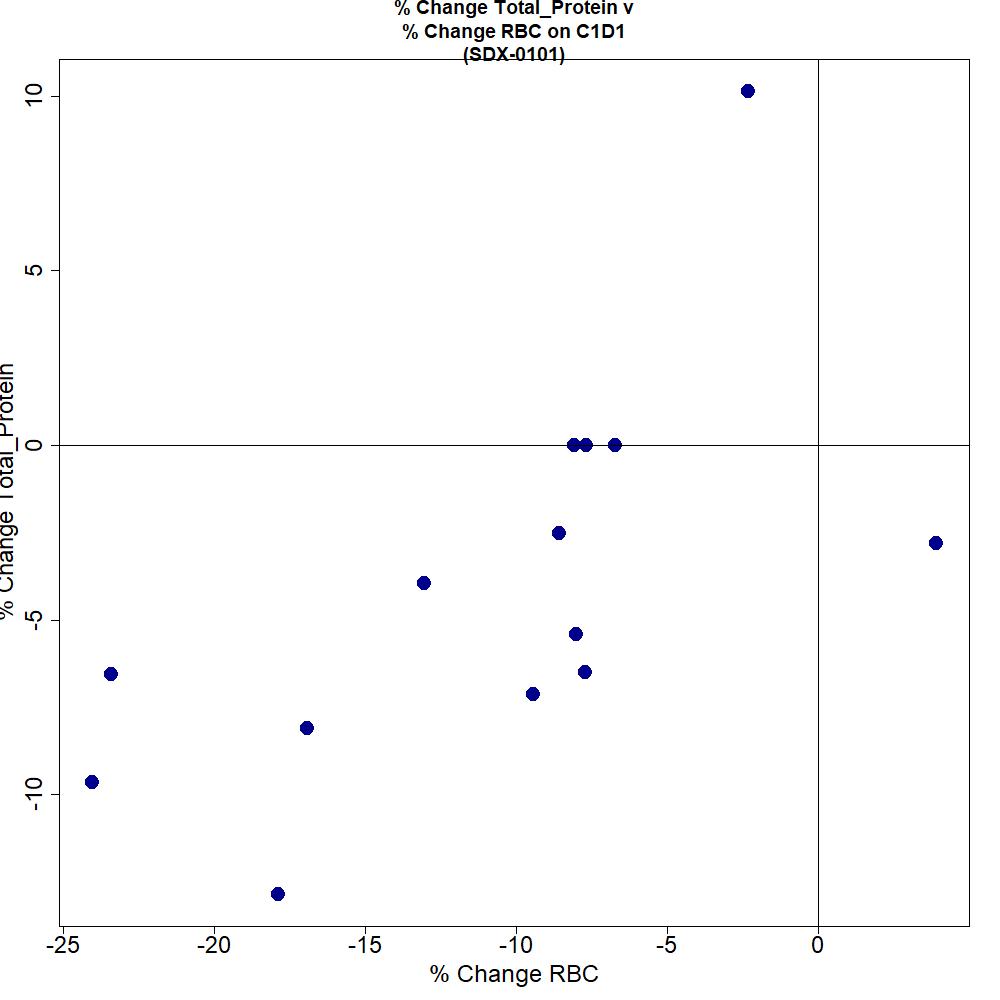 % Change Total_Protein v
% Change RBC on C1D1
(SDX-0101)
10
5
0
-5
-10
% Change Total_Protein
-25
-20
-15
-10
-5
0
% Change RBC